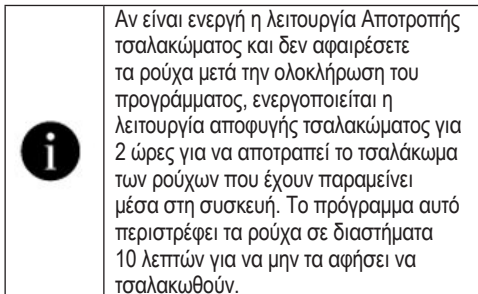 Αν είναι ενεργή η λειτουργία Αποτροπής
τσαλακώματος και δεν αφαιρέσετε
τα ρούχα μετά την ολοκλήρωση του
προγράμματος, ενεργοποιείται η
λειτουργία αποφυγής τσαλακώματος για
2 ώρες για να αποτραπεί το τσαλάκωμα
των ρούχων που έχουν παραμείνει
μέσα στη συσκευή. Το πρόγραμμα αυτό
περιστρέφει τα ρούχα σε διαστήματα
10 λεπτών για να μην τα αφήσει να
τσαλακωθούν.